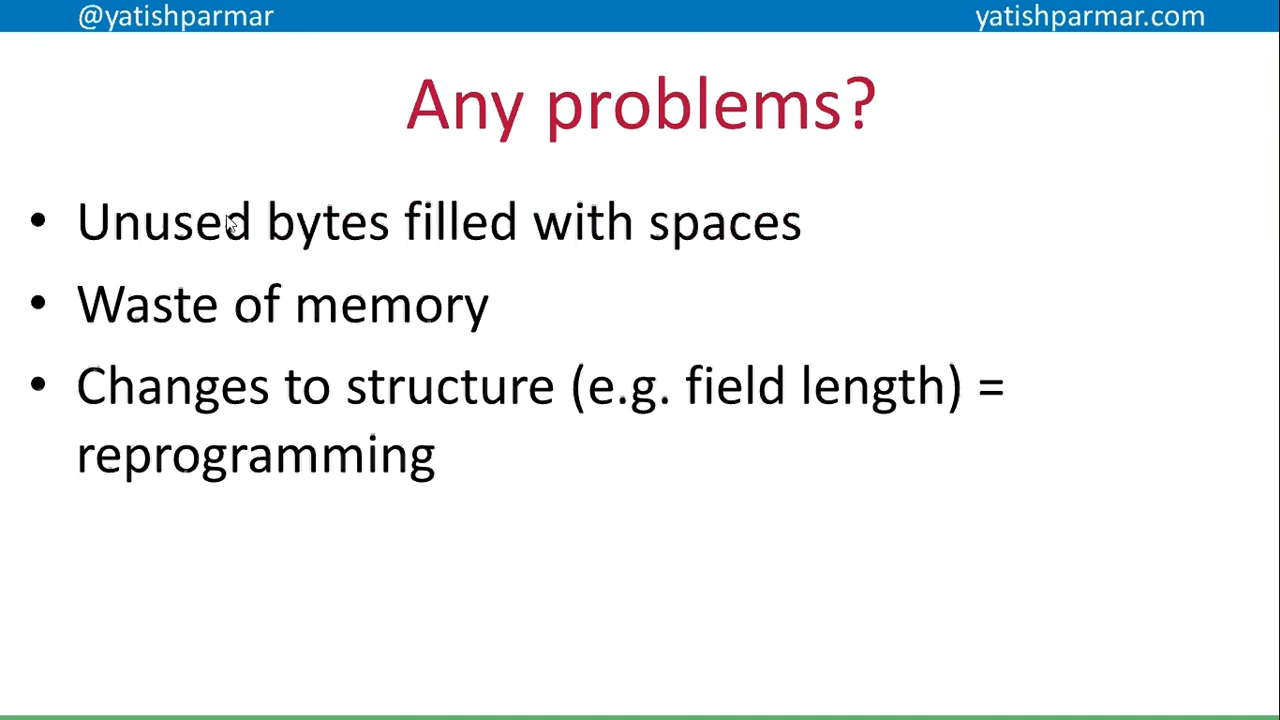 @yatishparmar yatishparmar.com
Any problems?
• Unused bytes filled with spaces
• Waste of memory
• Changes to structure (e.g. field length) =
reprogramming